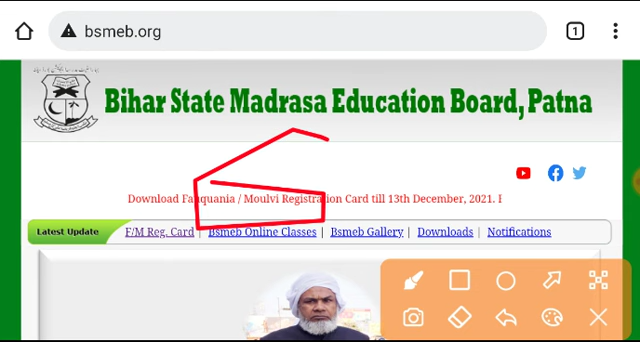 bsmeb.org
1
Bihar State Madrasa Education Board, Patna
Download Fauquania / Moulvi Registration Card till 13th December, 2021. I
Latest Update F/M Reg. Card | Bsmeb Online Classes | Bsmeb Gallery | Downloads | Notifications